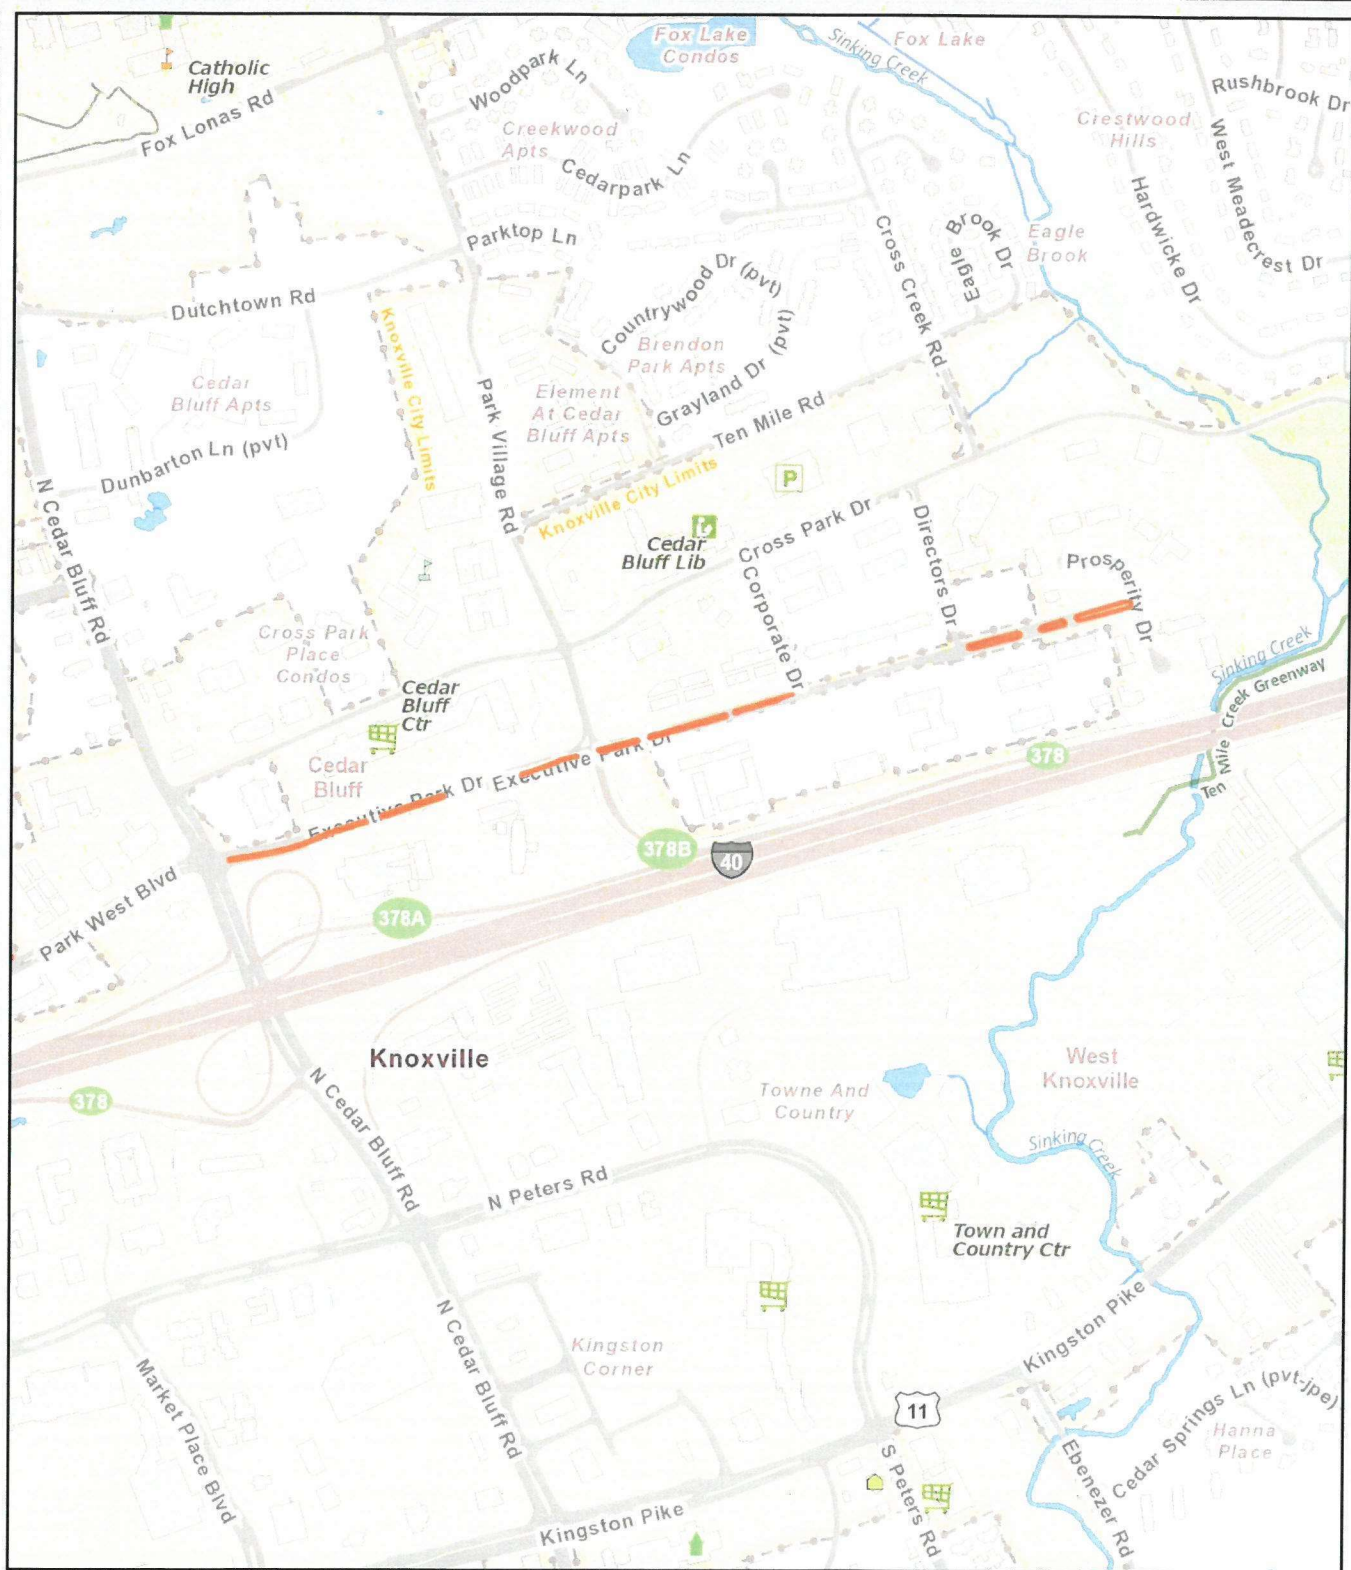 Fox Lake
Condos
Sinking Creek
Fox Lake
Catholic
High
Woodpark Ln
Rushbrook Dr
Fox Lonas Rd
Creekwood
Apts
Crestwood
Hills
Cedarpark Ln
West Meadecrest Dr
Hardwicke Dr
Parktop Ln
Cross Creek Rd
Eagle Brook Dr
Eagle
Brook
Dutchtown Rd
Countrywood Dr (pvt)
Knoxville City Limits
Brendon
Park Apts
Grayland Dr (pvt)
Cedar
Bluff Apts
Park Village Rd
Element
At Cedar
Bluff Apts
Ten Mile Rd
Dunbarton Ln (pvt)
Knoxville City Limits
P
N Cedar Bluff Rd
Cedar
Bluff Lib
Cross Park Dr
Directors Dr
Prosperity Dr
Corporate Dr
Cross Park
Place
Condos
Sinking Creek
Cedar
Bluff
Ctr
Ten Mile Creek Greenway
378
Cedar
Bluff
Executive Park Dr
Executive Park Dr
378B
40
Park West Blvd
378A
Knoxville
West
Knoxville
378
N Cedar Bluff Rd
Towne And
Country
Sinking Creek
N Peters Rd
Town and
Country Ctr
N Cedar Bluff Rd
Kingston Pike
Kingston
Corner
Market Place Blvd
11
Cedar Springs Ln (pvt-jpe)
Hanna
Place
S Peters Rd
Ebenezer Rd
Kingston Pike